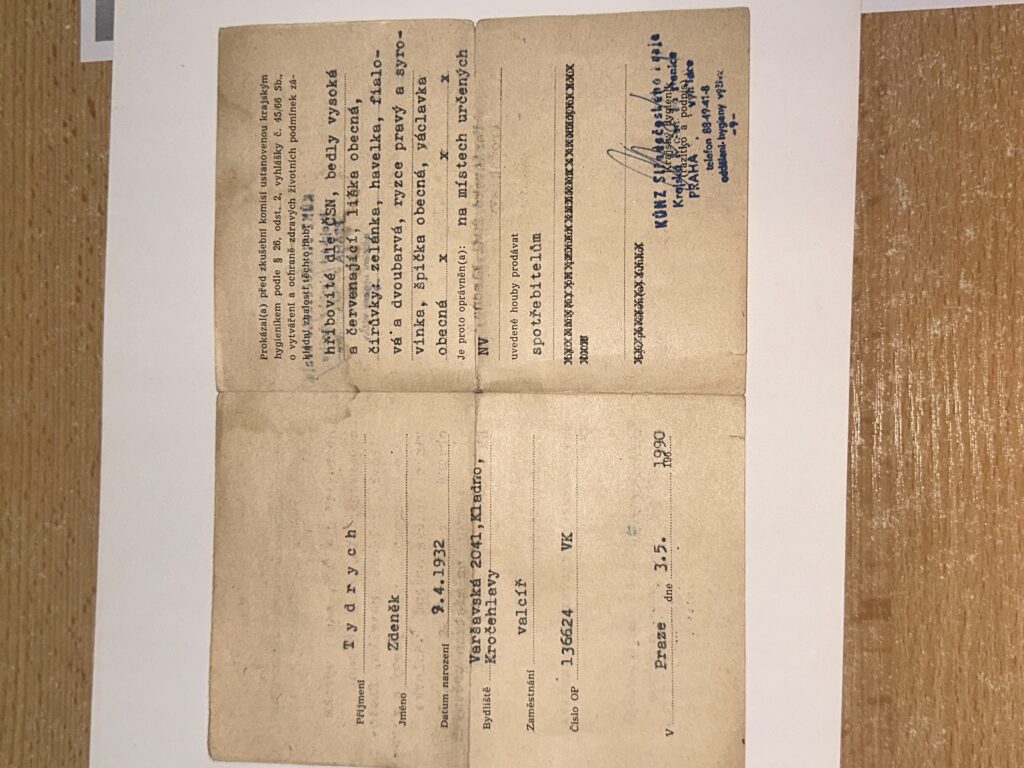 Příjmení T y d r y c h
Jméno Zdeněk
Datum narození 9.4.1932
Bydliště Varšavská 2041, Kladno,
Kročehlavy
Zaměstnání valcíř
Číslo OP 136624 VK
V Praze dne 3.5. 1990
Prokázal(a) před zkušební komisí ustanovenou krajským
hygienikem podle § 26, odst. 2, vyhlášky č. 45/66 Sb.,
o vytváření a ochraně zdravých životních podmínek zá-
kladní znalosti těchto hub:
hřibovité dle ČSN, bedly vysoká
a červenající, liška obecná,
čirůvky: zelánka, havelka, fialo-
vá a dvoubarvá, ryzce pravý a syro-
vinka, špička obecná, václavka
obecná x x x
Je proto oprávněn(a): na místech určených
NV
uvedené houby prodávat
spotřebitelům
KÚNZ Středočeského kraje
Krajská
PRAHA
telefon 88-49-41-8
oddělení hygieny výživy
-9-